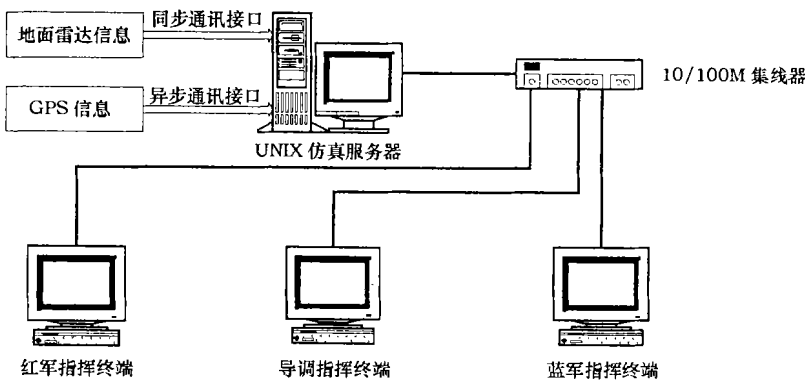 地面雷达信息
同步通讯接口
GPS 信息
异步通讯接口
UNIX 仿真服务器
10/100M 集线器
红军指挥终端
导调指挥终端
蓝军指挥终端